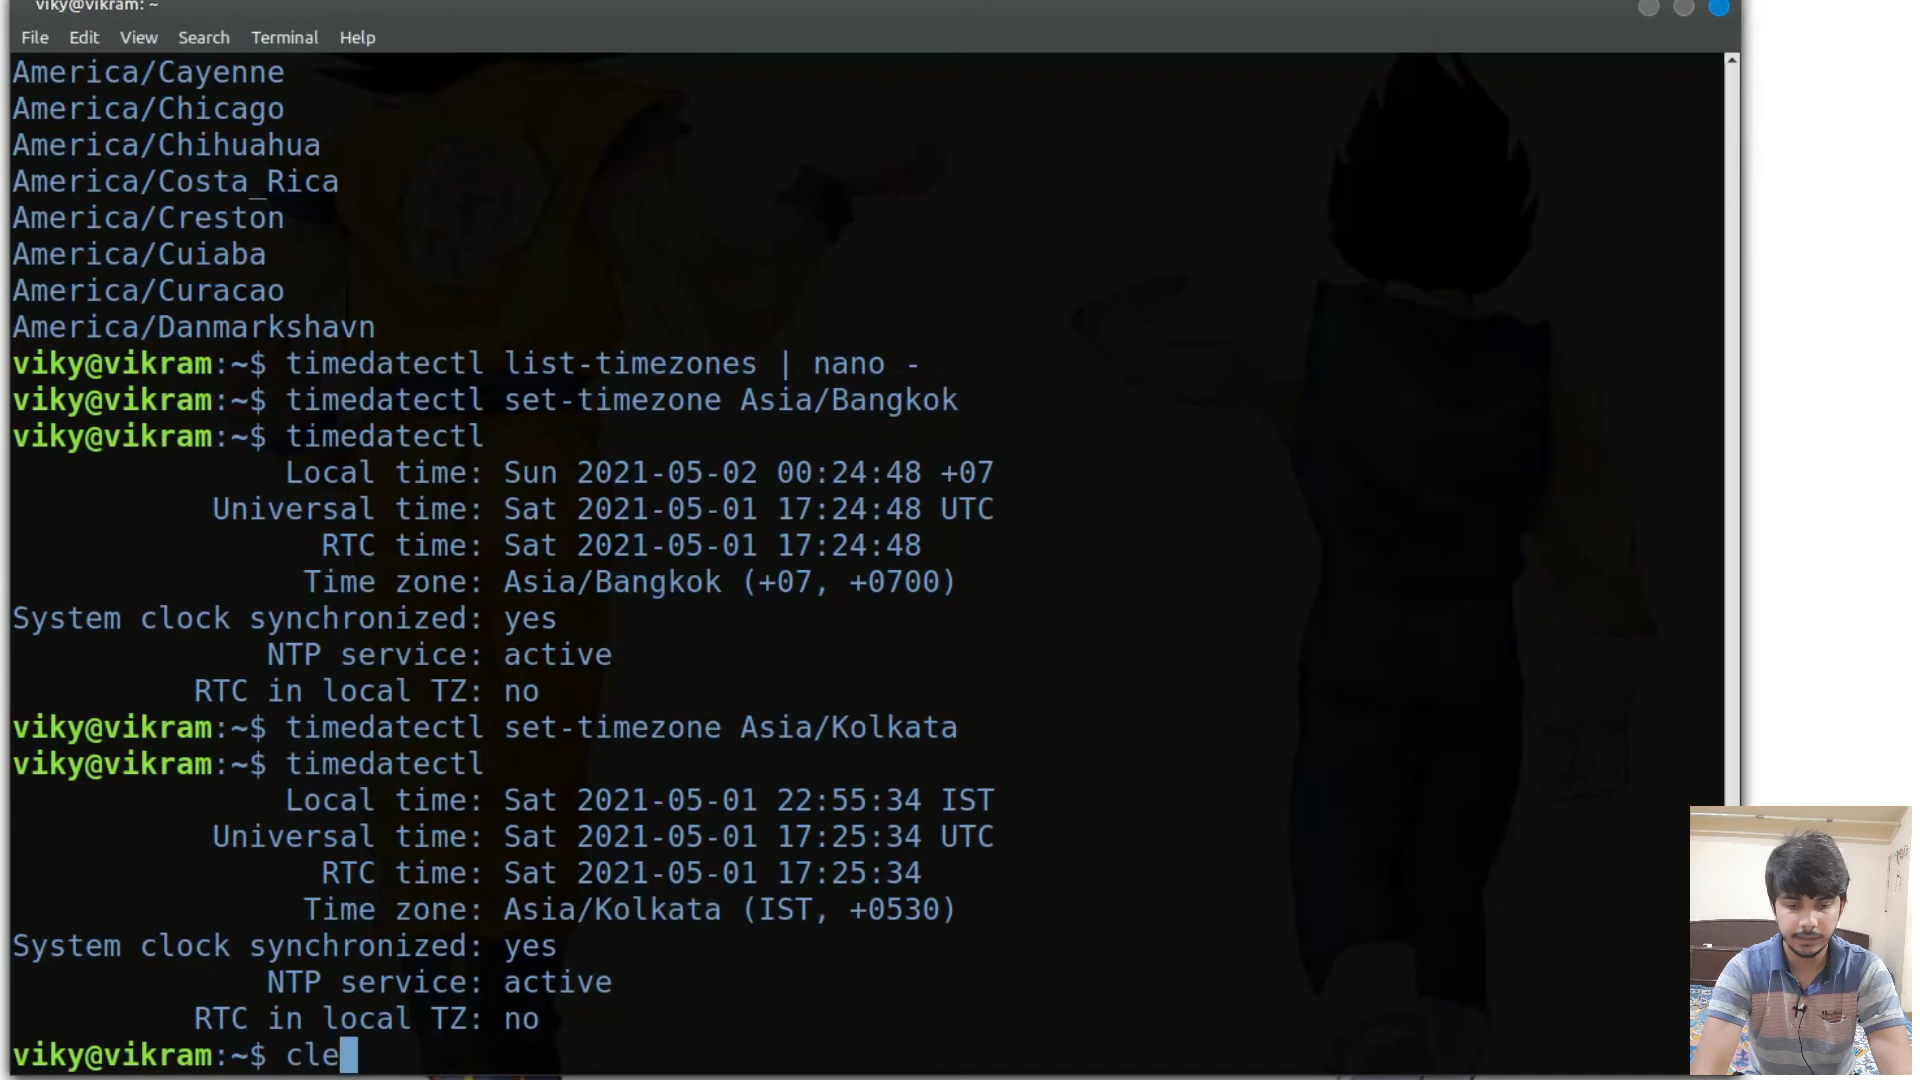 viky@vikram: ~
File Edit View Search Terminal Help
America/Cayenne
America/Chicago
America/Chihuahua
America/Costa_Rica
America/Creston
America/Cuiaba
America/Curacao
America/Danmarkshavn
viky@vikram:~$ timedatectl list-timezones | nano -
viky@vikram:~$ timedatectl set-timezone Asia/Bangkok
viky@vikram:~$ timedatectl
Local time: Sun 2021-05-02 00:24:48 +07
Universal time: Sat 2021-05-01 17:24:48 UTC
RTC time: Sat 2021-05-01 17:24:48
Time zone: Asia/Bangkok (+07, +0700)
System clock synchronized: yes
NTP service: active
RTC in local TZ: no
viky@vikram:~$ timedatectl set-timezone Asia/Kolkata
viky@vikram:~$ timedatectl
Local time: Sat 2021-05-01 22:55:34 IST
Universal time: Sat 2021-05-01 17:25:34 UTC
RTC time: Sat 2021-05-01 17:25:34
Time zone: Asia/Kolkata (IST, +0530)
System clock synchronized: yes
NTP service: active
RTC in local TZ: no
viky@vikram:~$ cle